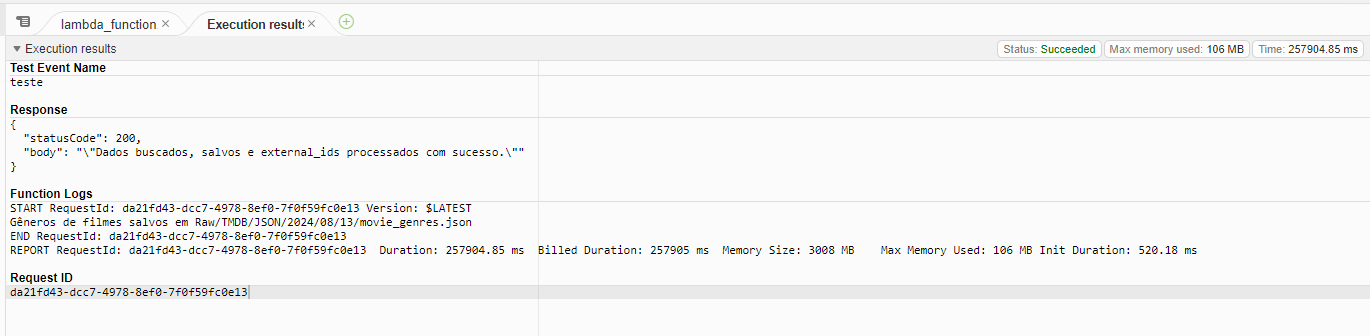 lambda_function ×
Execution results ×
Execution results
Status: Succeeded
Max memory used: 106 MB
Time: 257904.85 ms
Test Event Name
teste
Response
{
"statusCode": 200,
"body": "\"Dados buscados, salvos e external_ids processados com sucesso.\""
}
Function Logs
START RequestId: da21fd43-dcc7-4978-8ef0-7f0f59fc0e13 Version: $LATEST
Gêneros de filmes salvos em Raw/TMDB/JSON/2024/08/13/movie_genres.json
END RequestId: da21fd43-dcc7-4978-8ef0-7f0f59fc0e13
REPORT RequestId: da21fd43-dcc7-4978-8ef0-7f0f59fc0e13 Duration: 257904.85 ms Billed Duration: 257905 ms Memory Size: 3008 MB Max Memory Used: 106 MB Init Duration: 520.18 ms
Request ID
da21fd43-dcc7-4978-8ef0-7f0f59fc0e13